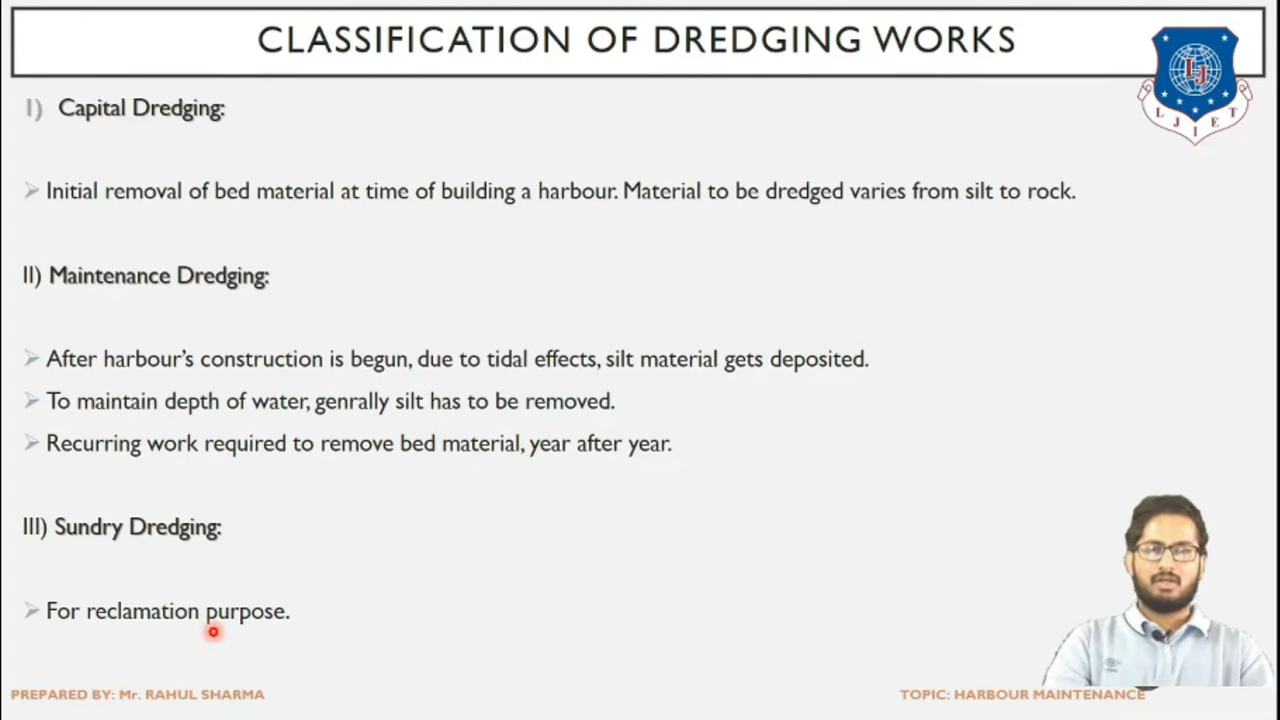 CLASSIFICATION OF DREDGING WORKS
L J I E T
I) Capital Dredging:
➢ Initial removal of bed material at time of building a harbour. Material to be dredged varies from silt to rock.
II) Maintenance Dredging:
➢ After harbour's construction is begun, due to tidal effects, silt material gets deposited.
➢ To maintain depth of water, genrally silt has to be removed.
➢ Recurring work required to remove bed material, year after year.
III) Sundry Dredging:
➢ For reclamation purpose.
PREPARED BY: Mr. RAHUL SHARMA
TOPIC: HARBOUR MAINTENANCE